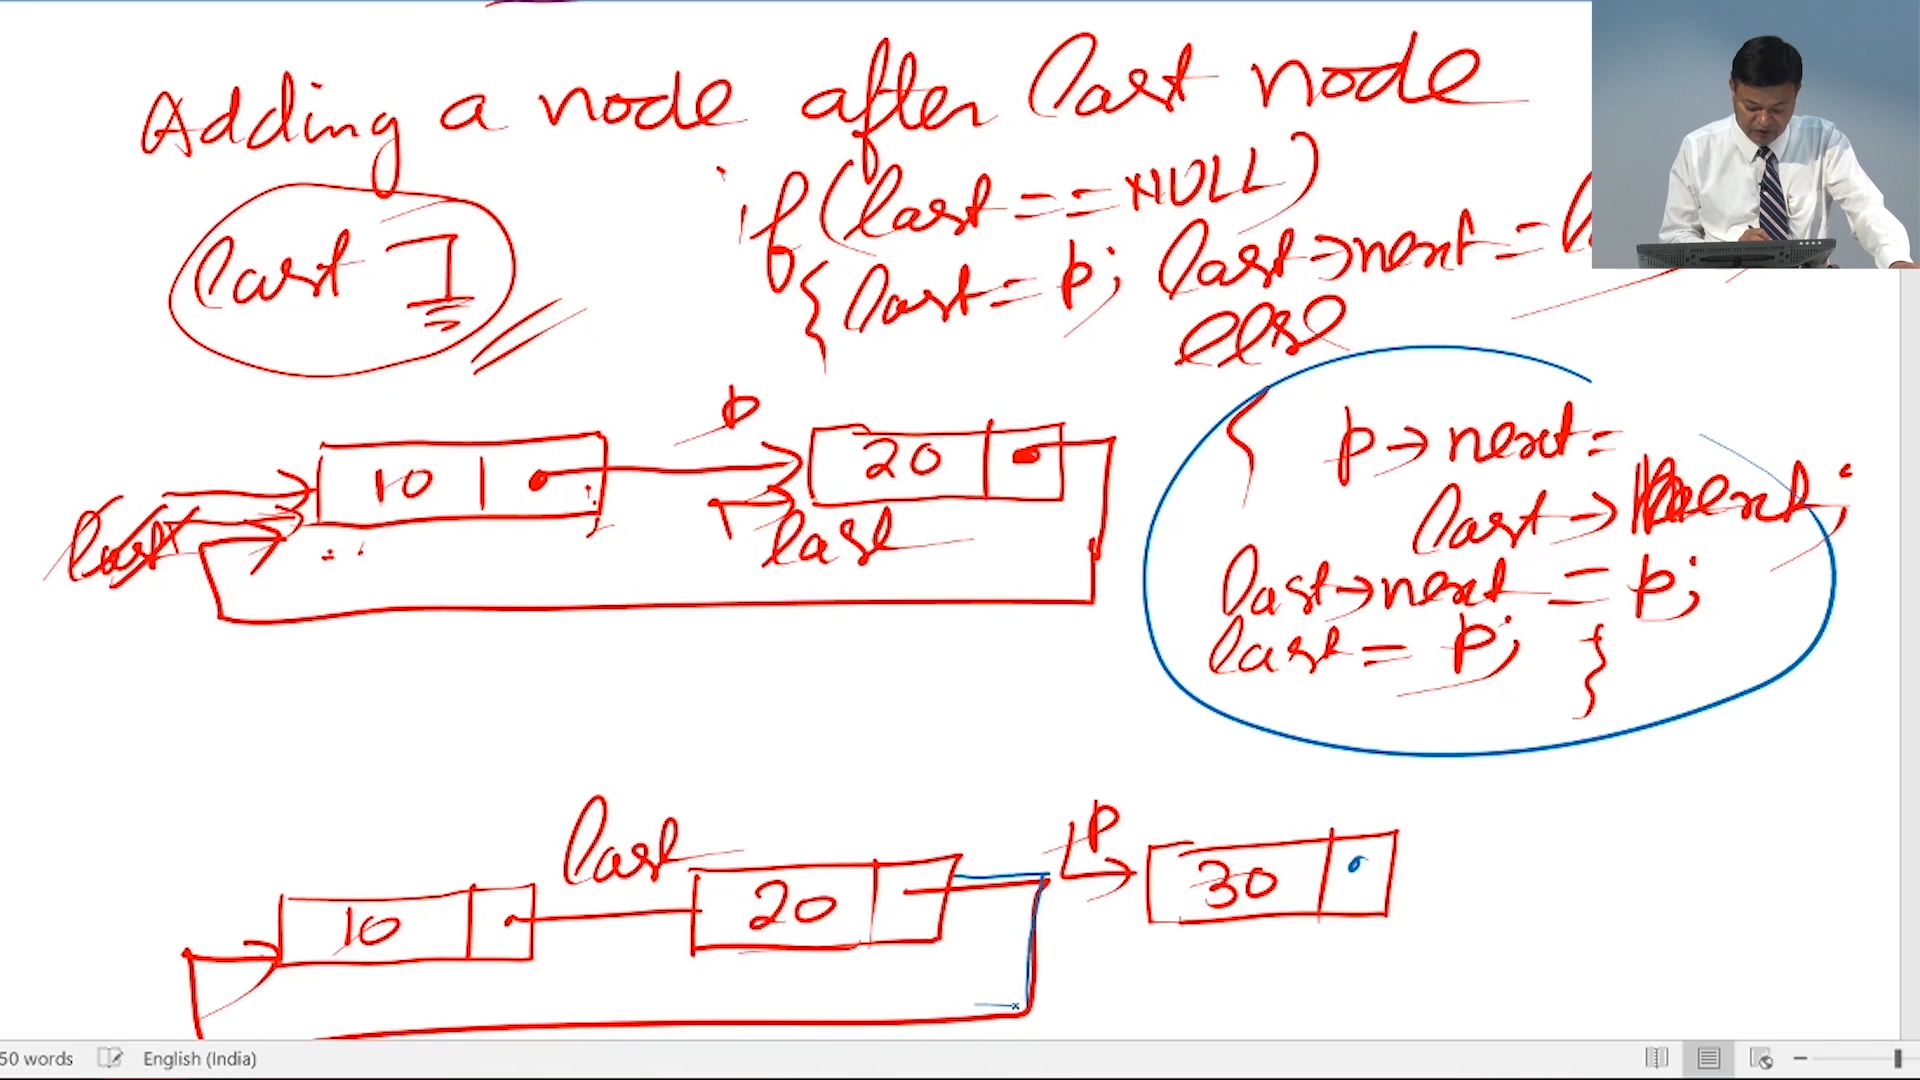 Adding a node after last node
if (last == NULL)
last
{ last = p; last→next =
else
{ p→next =
last→next;
last→next = p;
last = p; }
p
10 20
last
last
last p
10 20 30
50 words English (India)